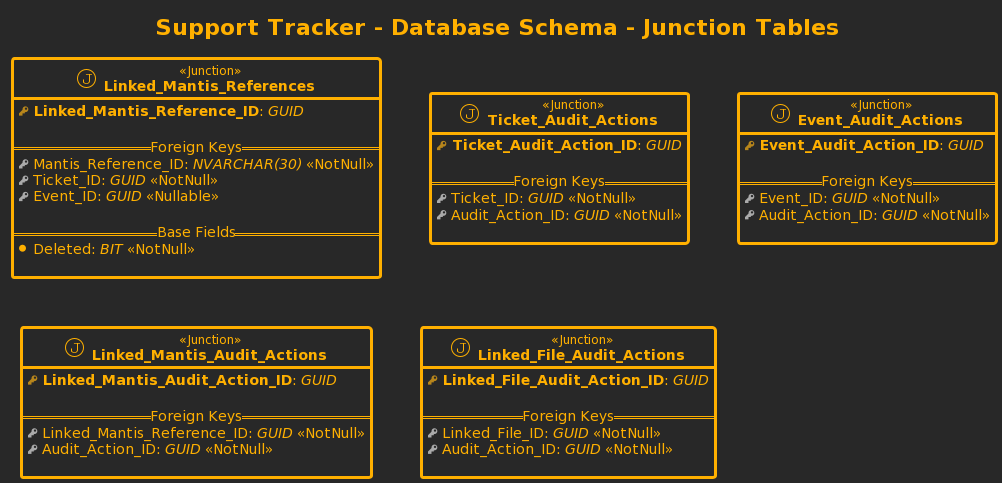 Support Tracker - Database Schema - Junction Tables
J
«Junction»
Linked_Mantis_References
Linked_Mantis_Reference_ID: GUID
Foreign Keys
Mantis_Reference_ID: NVARCHAR(30) «NotNull»
Ticket_ID: GUID «NotNull»
Event_ID: GUID «Nullable»
Base Fields
Deleted: BIT «NotNull»
J
«Junction»
Ticket_Audit_Actions
Ticket_Audit_Action_ID: GUID
Foreign Keys
Ticket_ID: GUID «NotNull»
Audit_Action_ID: GUID «NotNull»
J
«Junction»
Event_Audit_Actions
Event_Audit_Action_ID: GUID
Foreign Keys
Event_ID: GUID «NotNull»
Audit_Action_ID: GUID «NotNull»
J
«Junction»
Linked_Mantis_Audit_Actions
Linked_Mantis_Audit_Action_ID: GUID
Foreign Keys
Linked_Mantis_Reference_ID: GUID «NotNull»
Audit_Action_ID: GUID «NotNull»
J
«Junction»
Linked_File_Audit_Actions
Linked_File_Audit_Action_ID: GUID
Foreign Keys
Linked_File_ID: GUID «NotNull»
Audit_Action_ID: GUID «NotNull»